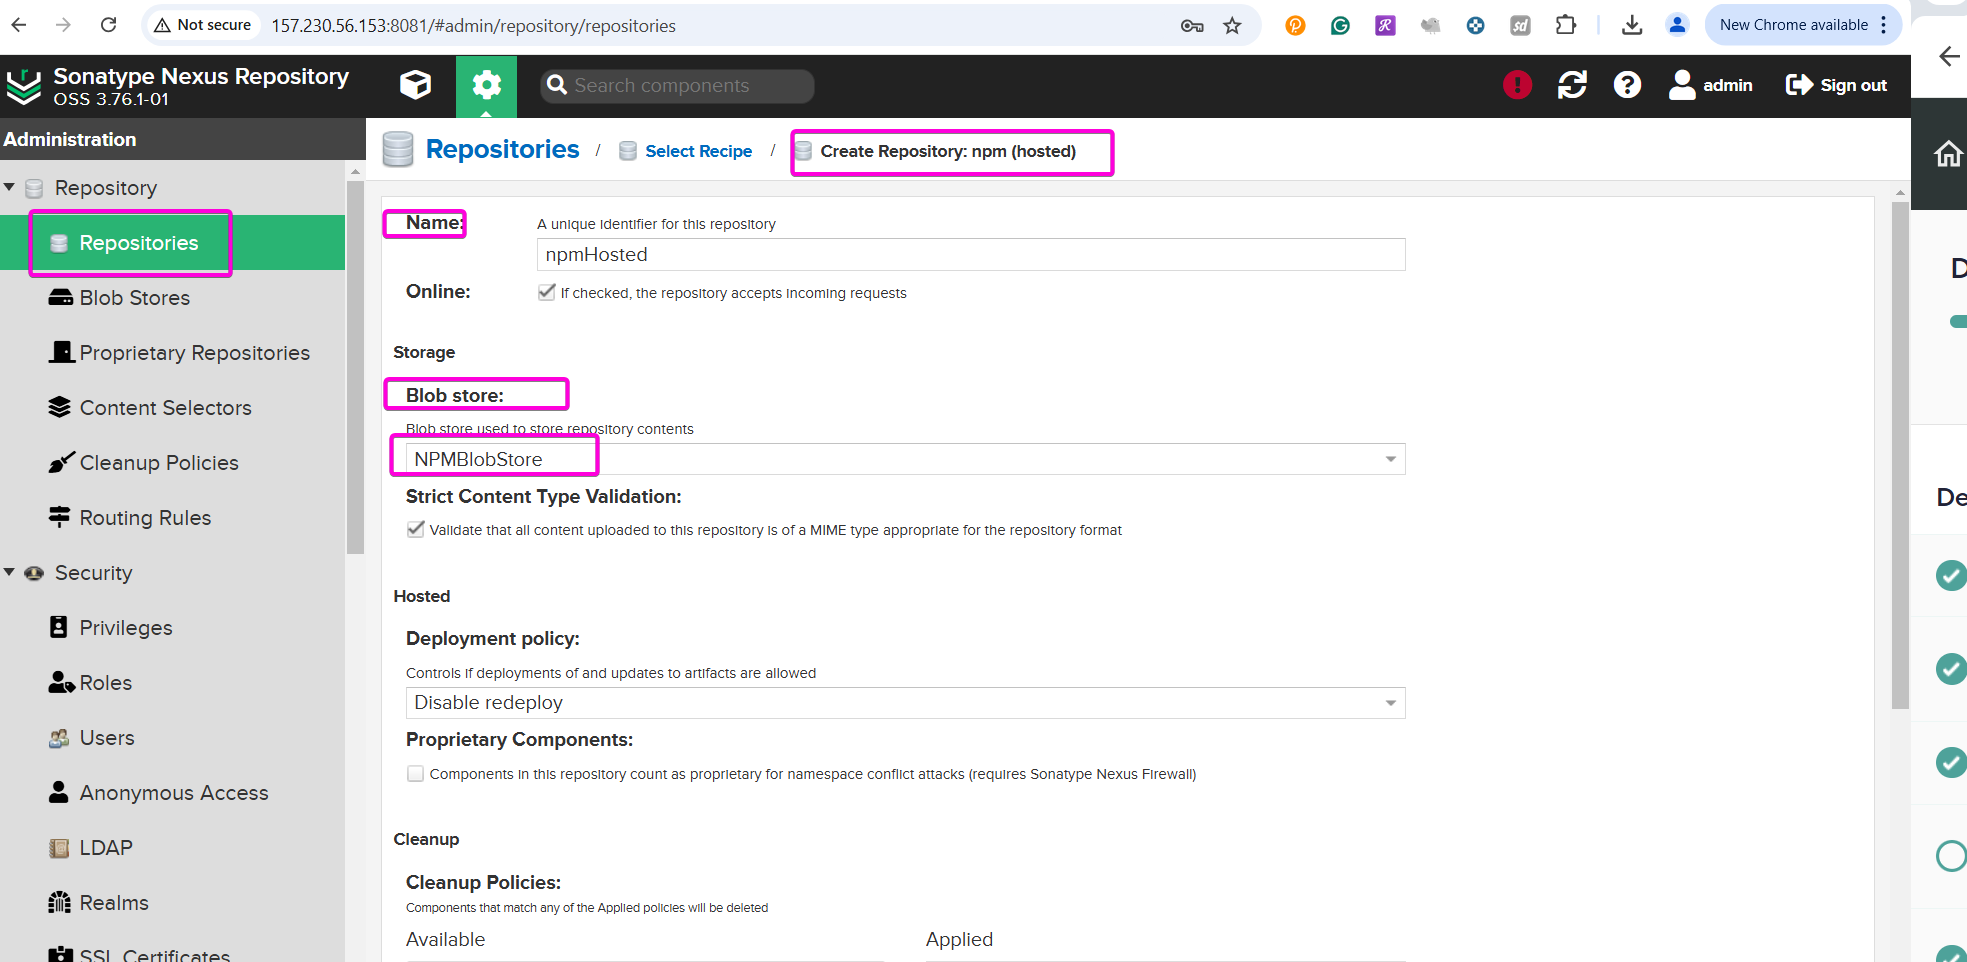 Not secure
157.230.56.153:8081/#admin/repository/repositories
New Chrome available
Sonatype Nexus Repository
OSS 3.76.1-01
Search components
admin
Sign out
Administration
Repository
Repositories
Blob Stores
Proprietary Repositories
Content Selectors
Cleanup Policies
Routing Rules
Security
Privileges
Roles
Users
Anonymous Access
LDAP
Realms
SSL Certificates
Repositories / Select Recipe / Create Repository: npm (hosted)
Name:
A unique identifier for this repository
npmHosted
Online:
If checked, the repository accepts incoming requests
Storage
Blob store:
Blob store used to store repository contents
NPMBlobStore
Strict Content Type Validation:
Validate that all content uploaded to this repository is of a MIME type appropriate for the repository format
Hosted
Deployment policy:
Controls if deployments of and updates to artifacts are allowed
Disable redeploy
Proprietary Components:
Components in this repository count as proprietary for namespace conflict attacks (requires Sonatype Nexus Firewall)
Cleanup
Cleanup Policies:
Components that match any of the Applied policies will be deleted
Available
Applied
De